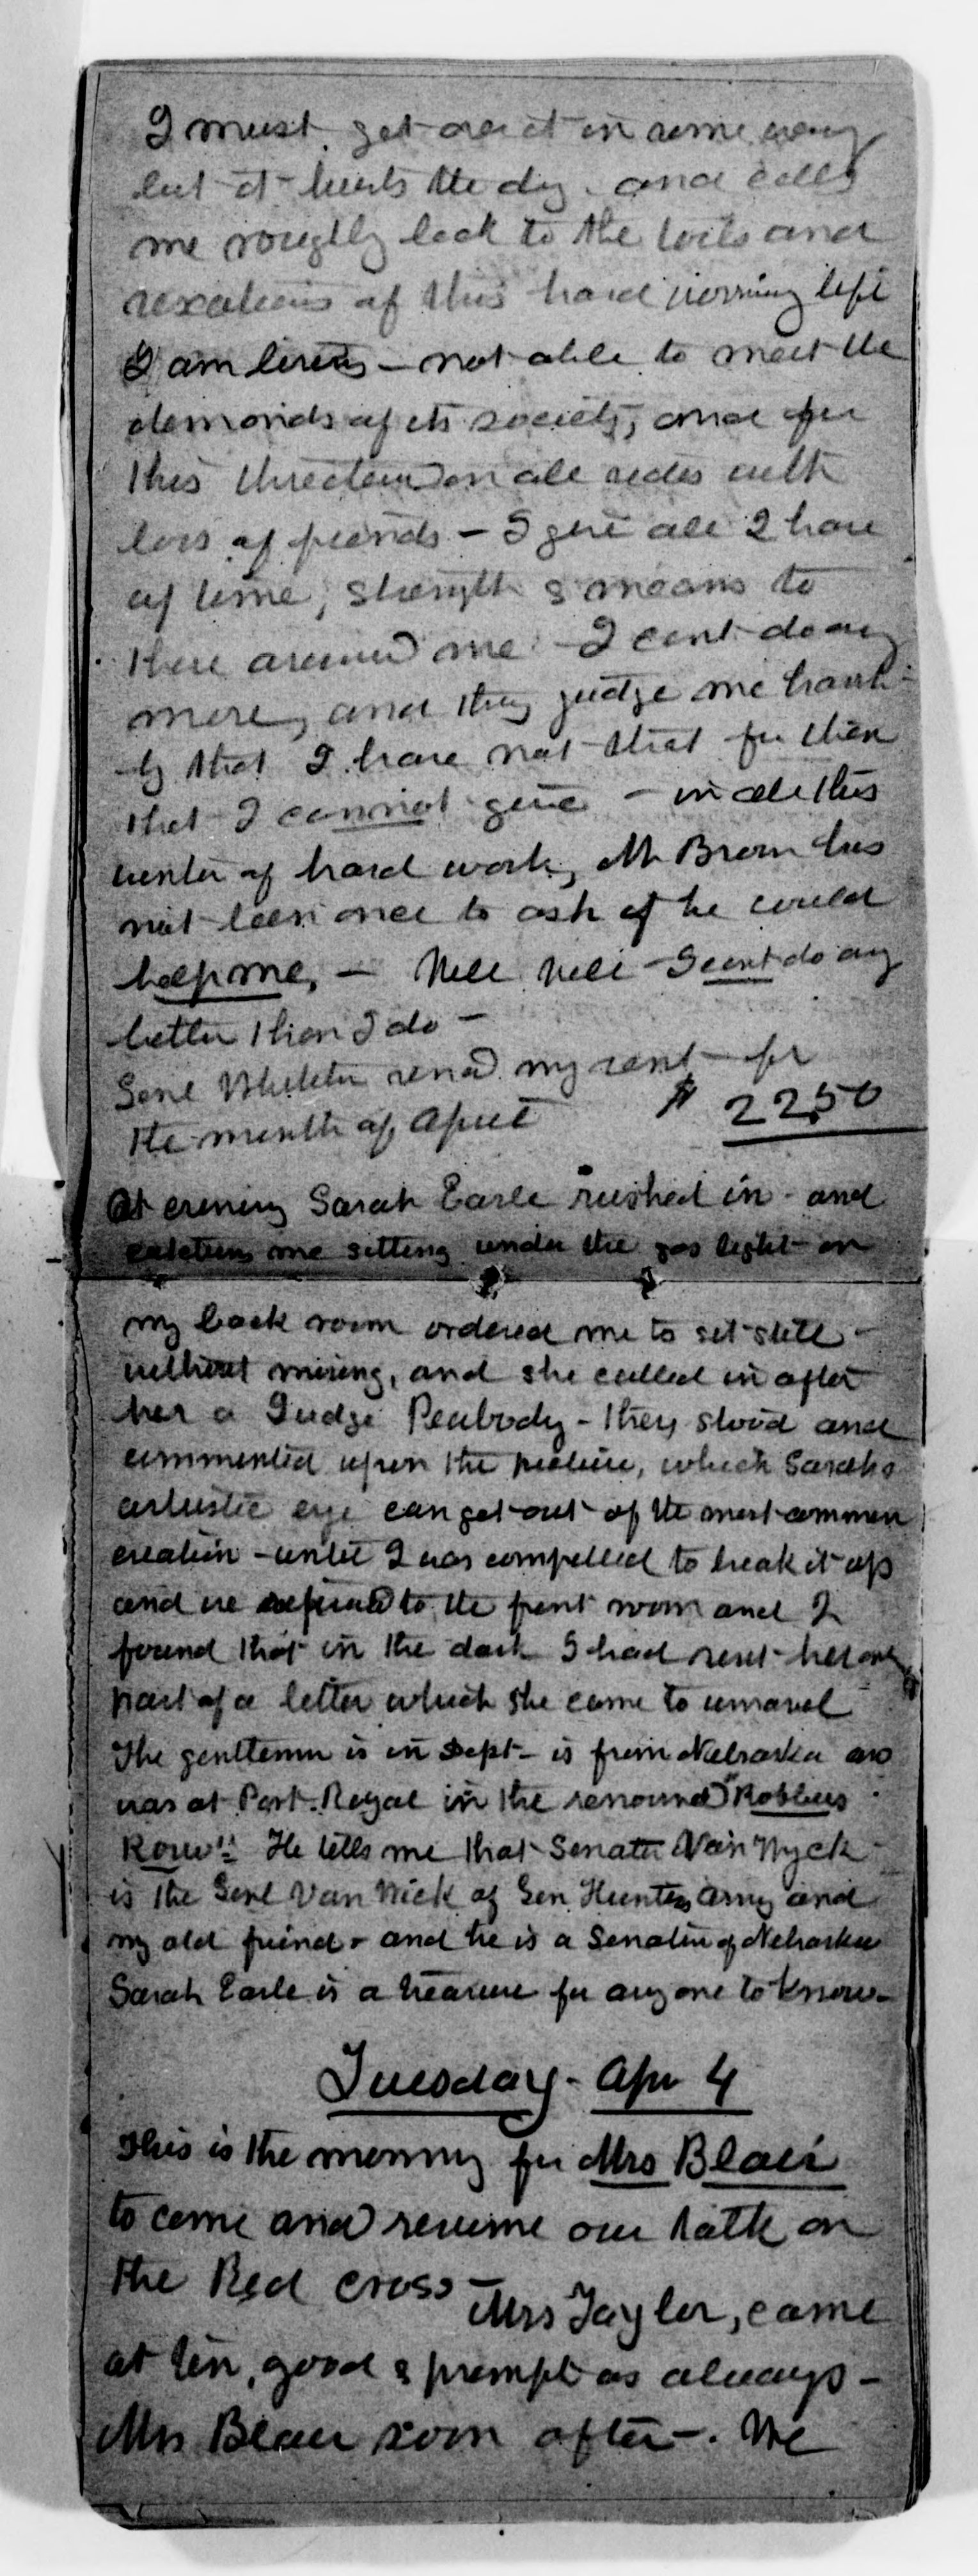 I must get over it in some way
but it hurts the day - and calls
me roughly back to the toils and
vexations of this hard worrying life
I am living - not able to meet the
demands of its society, and for
this threatened on all sides with
loss of friends - I give all I have
of time, strength & means to
those around me - I cant do any
more, and they judge me harsh-
ly that I have not that for them
that I cannot give - in all this
winter of hard work, Mr Brown has
not been once to ask if he could
help me, - Well Well - I cant do any
better than I do -
Genl Whitten send my rent for
the month of April $ 22,50
At evening Sarah Earle rushed in - and
catching me sitting under the gas light in
my back room ordered me to sit still -
without moving, and she called in after
her a Judge Peabody - They stood and
commented upon the picture, which Sarahs
artistic eye can get out of the most common
creation - until I was compelled to break it up
and we repaired to the front room and I
found that in the dark I had sent her only
part of a letter which she came to unravel
The gentleman is in Dept - is from Nebraska and
was at Port Royal in the renowned "Robbers
Row" He tells me that Senator Van Wyck
is the Genl Van Wick of Gen Hunters army and
my old friend - and he is a Senator of Nebraska
Sarah Earle is a treasure for any one to know -
Tuesday - Apr 4
This is the morning for Mrs Blair
to come and resume our talk on
the Red Cross -
Mrs Taylor, came
at ten, good & prompt as always -
Mrs Blair soon after -. We